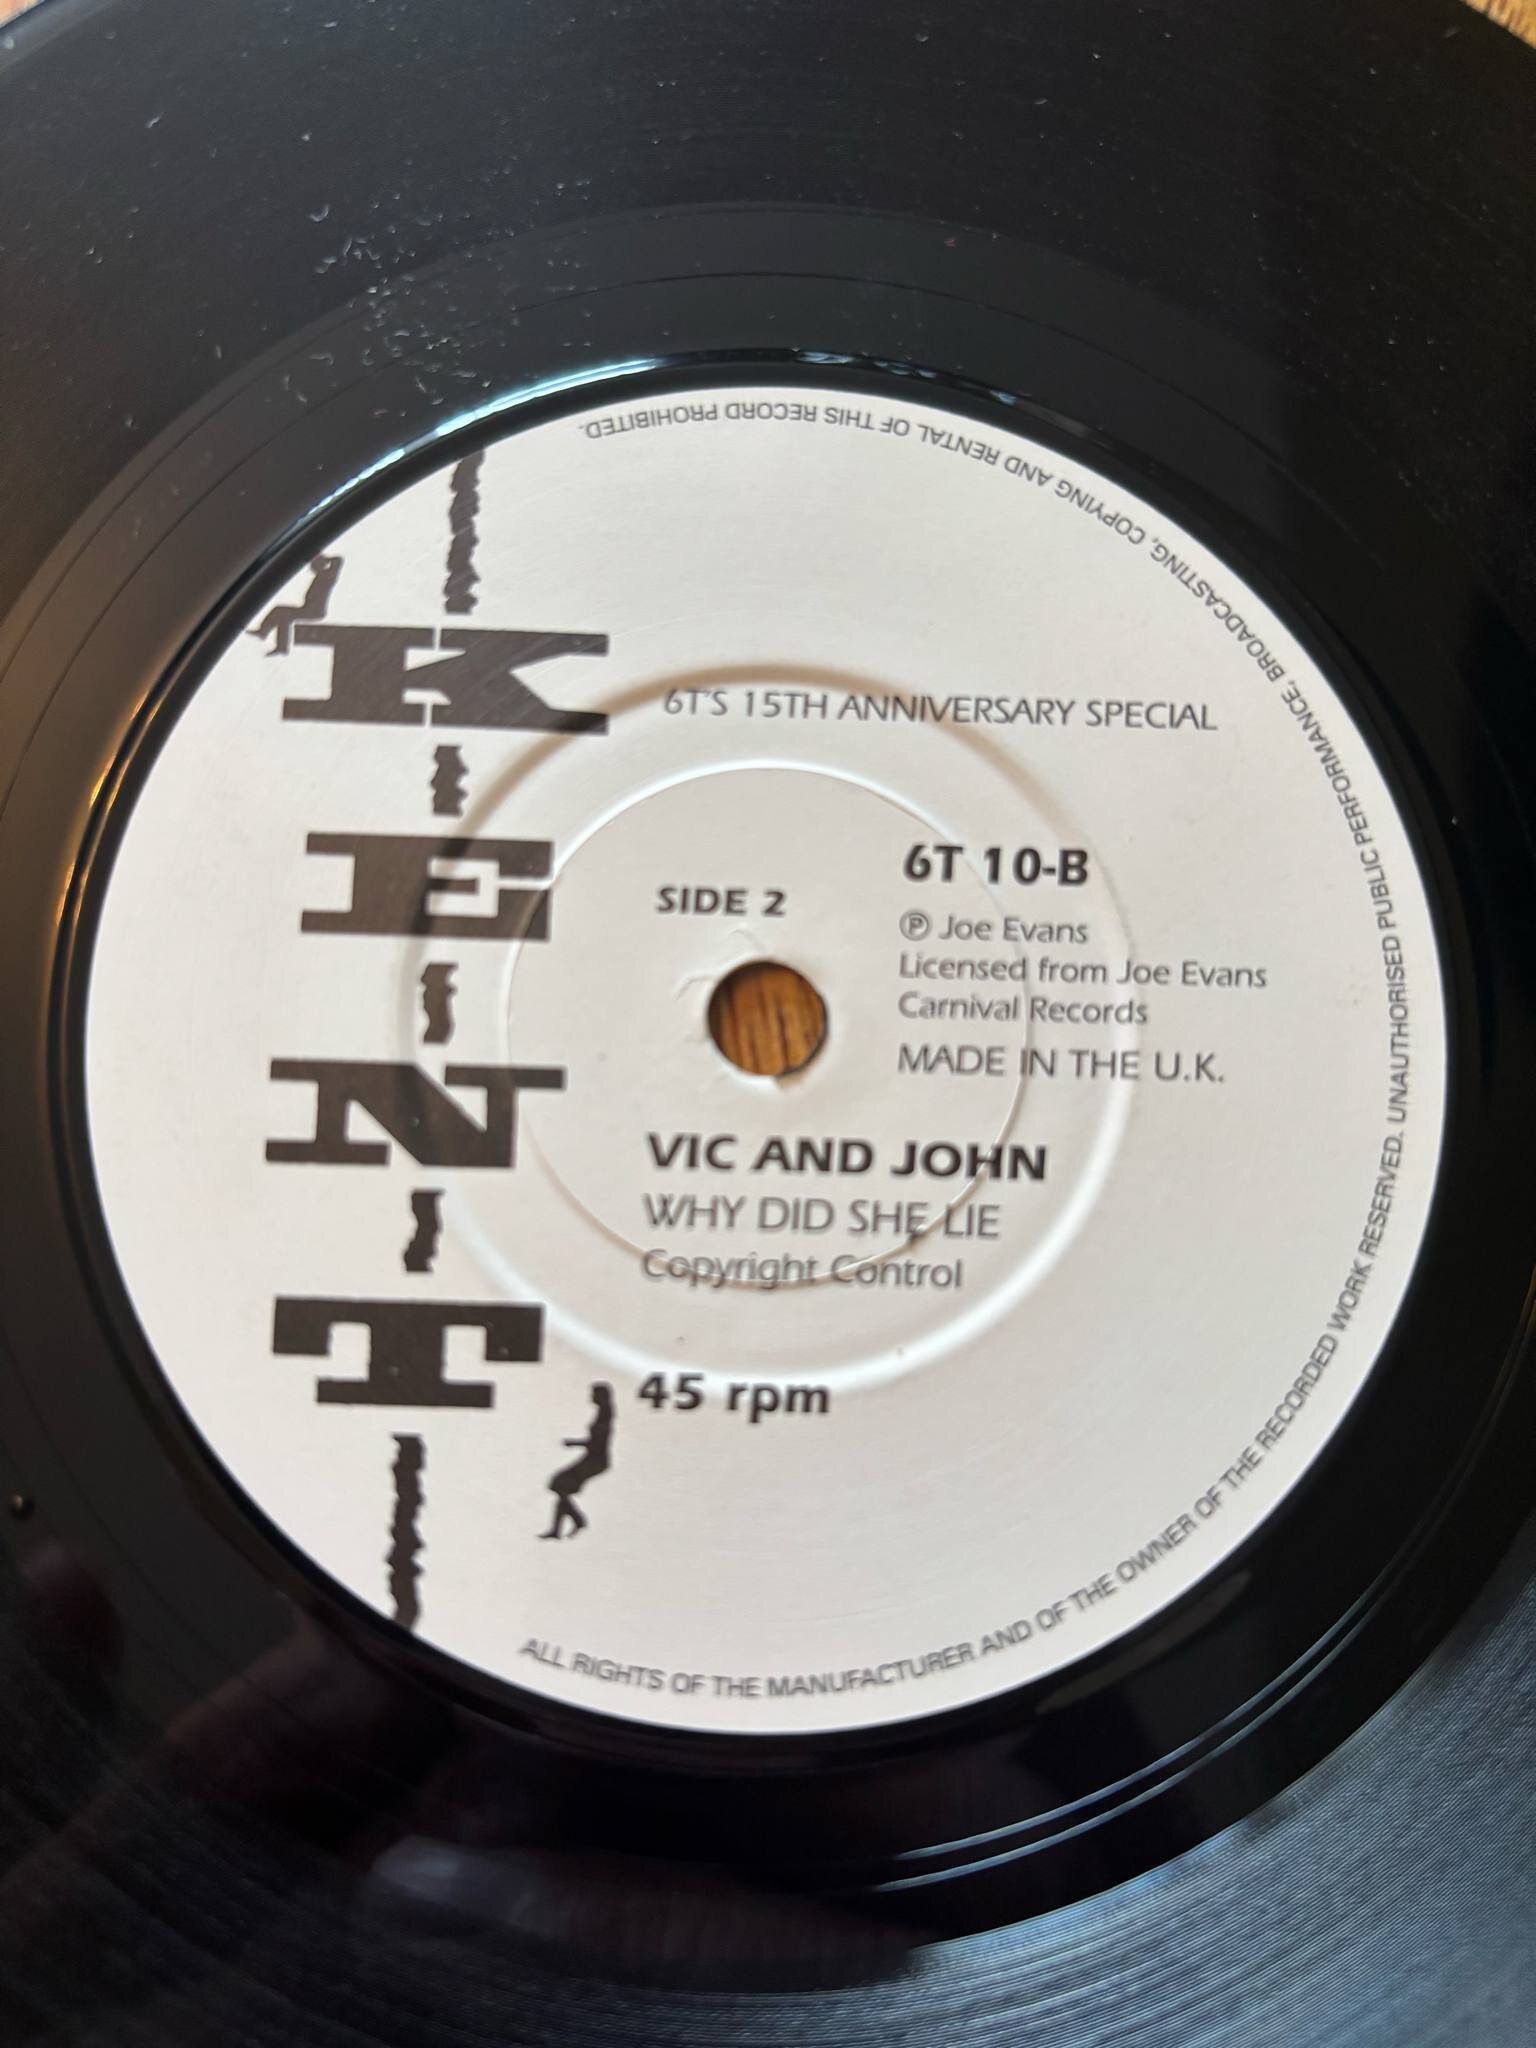 K-E-N-T
6T'S 15TH ANNIVERSARY SPECIAL
SIDE 2
6T 10-B
℗ Joe Evans
Licensed from Joe Evans
Carnival Records
MADE IN THE U.K.
VIC AND JOHN
WHY DID SHE LIE
Copyright Control
45 rpm
ALL RIGHTS OF THE MANUFACTURER AND OF THE OWNER OF THE RECORDED WORK RESERVED. UNAUTHORISED PUBLIC PERFORMANCE, BROADCASTING, COPYING AND RENTAL OF THIS RECORD PROHIBITED.